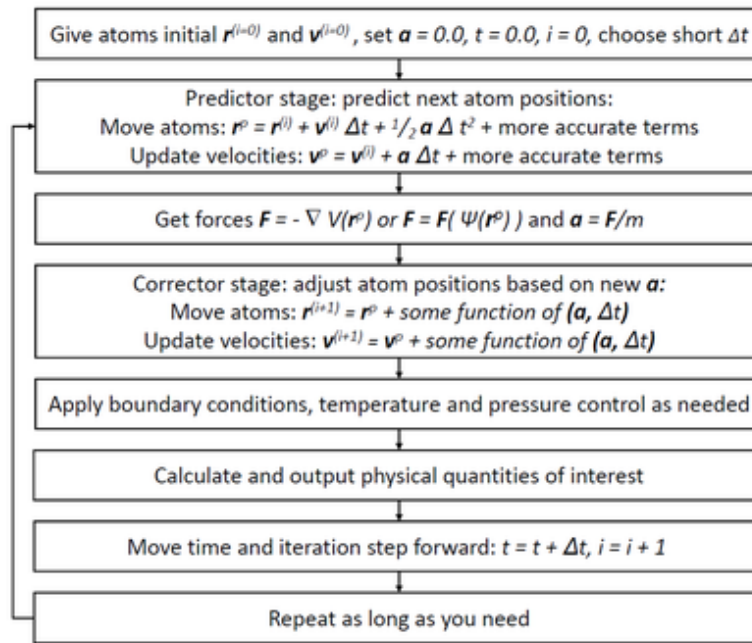 Give atoms initial r⁽ⁱ⁼⁰⁾ and v⁽ⁱ⁼⁰⁾, set a = 0.0, t = 0.0, i = 0, choose short Δt
Predictor stage: predict next atom positions:
Move atoms: rᵖ = r⁽ⁱ⁾ + v⁽ⁱ⁾ Δt + ¹/₂ a Δ t² + more accurate terms
Update velocities: vᵖ = v⁽ⁱ⁾ + a Δt + more accurate terms
Get forces F = - ∇ V(rᵖ) or F = F( Ψ(rᵖ) ) and a = F/m
Corrector stage: adjust atom positions based on new a:
Move atoms: r⁽ⁱ⁺¹⁾ = rᵖ + some function of (a, Δt)
Update velocities: v⁽ⁱ⁺¹⁾ = vᵖ + some function of (a, Δt)
Apply boundary conditions, temperature and pressure control as needed
Calculate and output physical quantities of interest
Move time and iteration step forward: t = t + Δt, i = i + 1
Repeat as long as you need